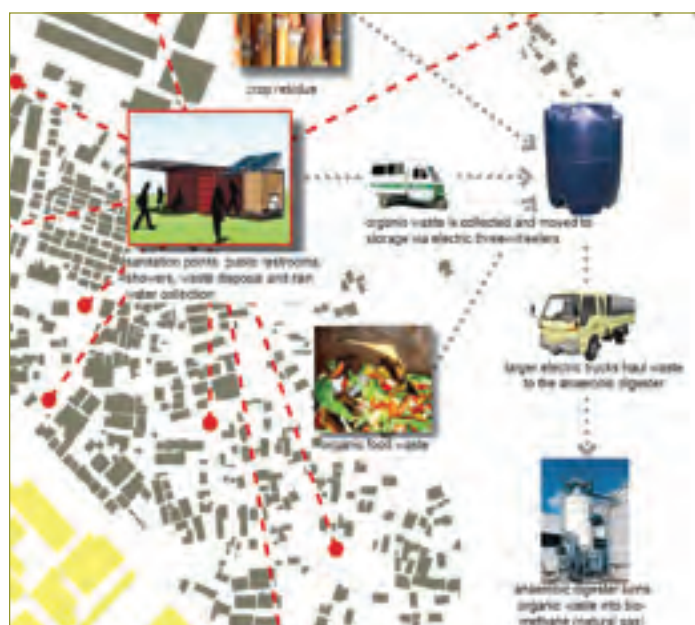 crop residue
organic waste is collected and moved to
storage via electric three-wheelers
sanitation points: public restrooms,
showers, waste disposal and rain
water collection
larger electric trucks haul waste
to the anaerobic digester
organic food waste
anaerobic digester turns
organic waste into bio-
methane (natural gas)